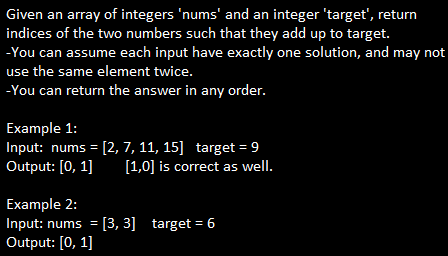 Given an array of integers 'nums' and an integer 'target', return
indices of the two numbers such that they add up to target.
-You can assume each input have exactly one solution, and may not
use the same element twice.
-You can return the answer in any order.
Example 1:
Input:  nums = [2, 7, 11, 15]   target = 9
Output: [0, 1]      [1,0] is correct as well.
Example 2:
Input: nums  = [3, 3]    target = 6
Output: [0, 1]